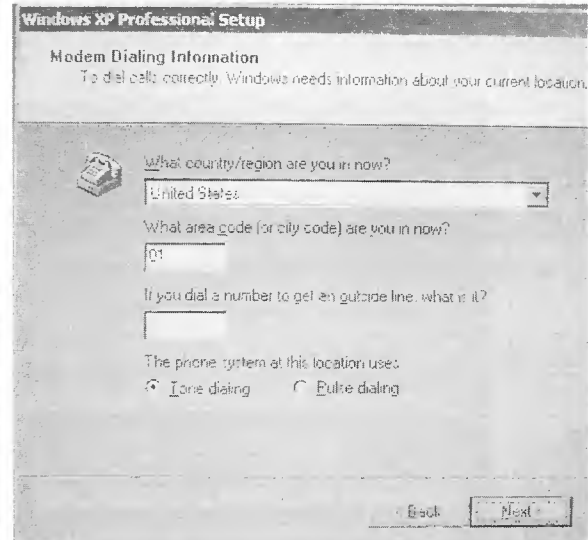 Windows XP Professional Setup
Modem Dialing Information
To dial calls correctly, Windows needs information about your current location.
What country/region are you in now?
United States
What area code (or city code) are you in now?
01
If you dial a number to get an outside line, what is it?
The phone system at this location uses
Tone dialing Pulse dialing
< Back Next